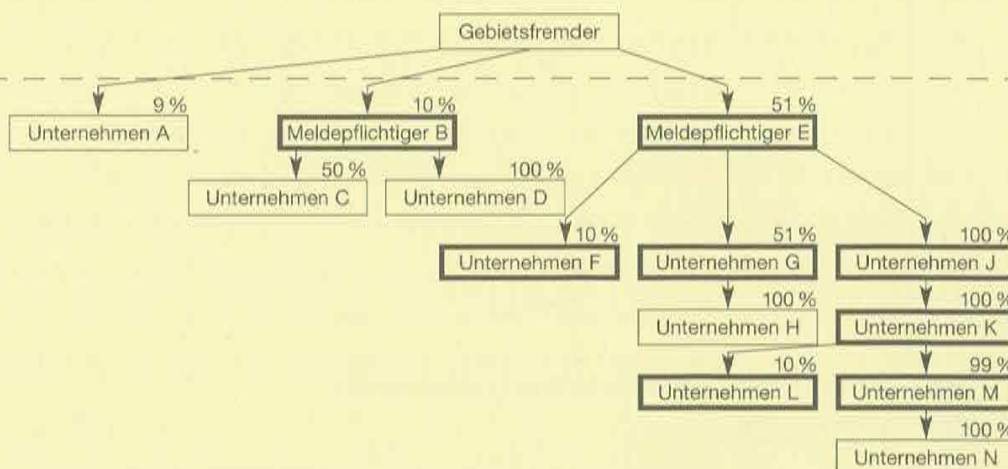 Gebietsfremder
9 % 10 % 51 %
Unternehmen A Meldepflichtiger B Meldepflichtiger E
50 % 100 %
Unternehmen C Unternehmen D
10 % 51 % 100 %
Unternehmen F Unternehmen G Unternehmen J
100 % 100 %
Unternehmen H Unternehmen K
10 % 99 %
Unternehmen L Unternehmen M
100 %
Unternehmen N